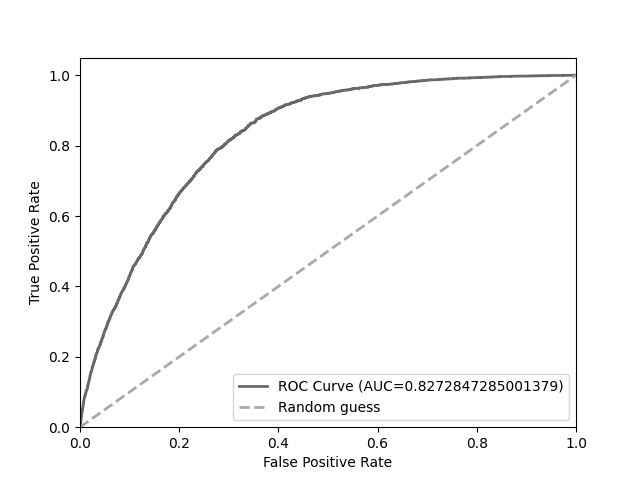 True Positive Rate
1.0
0.8
0.6
0.4
0.2
0.0
ROC Curve (AUC=0.8272847285001379)
Random guess
0.0 0.2 0.4 0.6 0.8 1.0
False Positive Rate